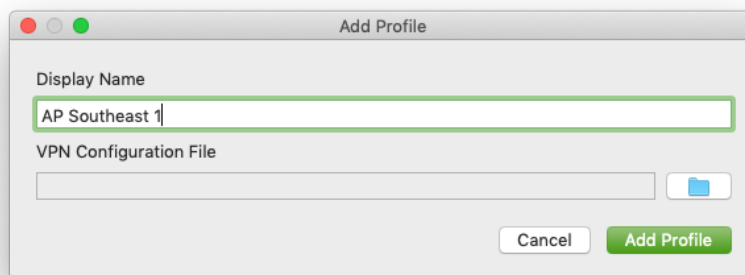 Add Profile
Display Name
AP Southeast 1
VPN Configuration File
Cancel Add Profile